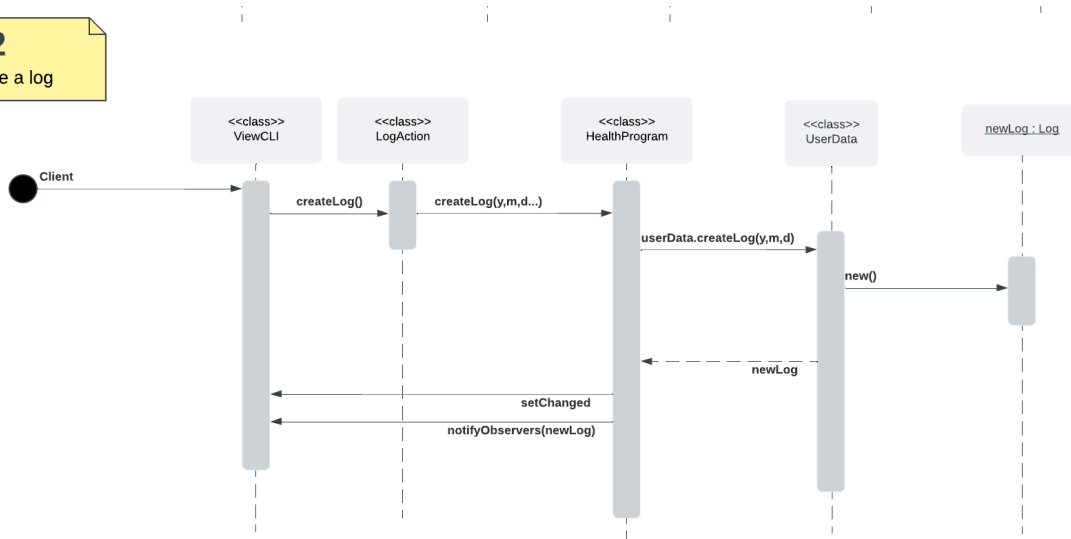 2
e a log
<<class>>
ViewCLI
<<class>>
LogAction
<<class>>
HealthProgram
<<class>>
UserData
newLog : Log
Client
createLog()
createLog(y,m,d...)
userData.createLog(y,m,d)
new()
newLog
setChanged
notifyObservers(newLog)